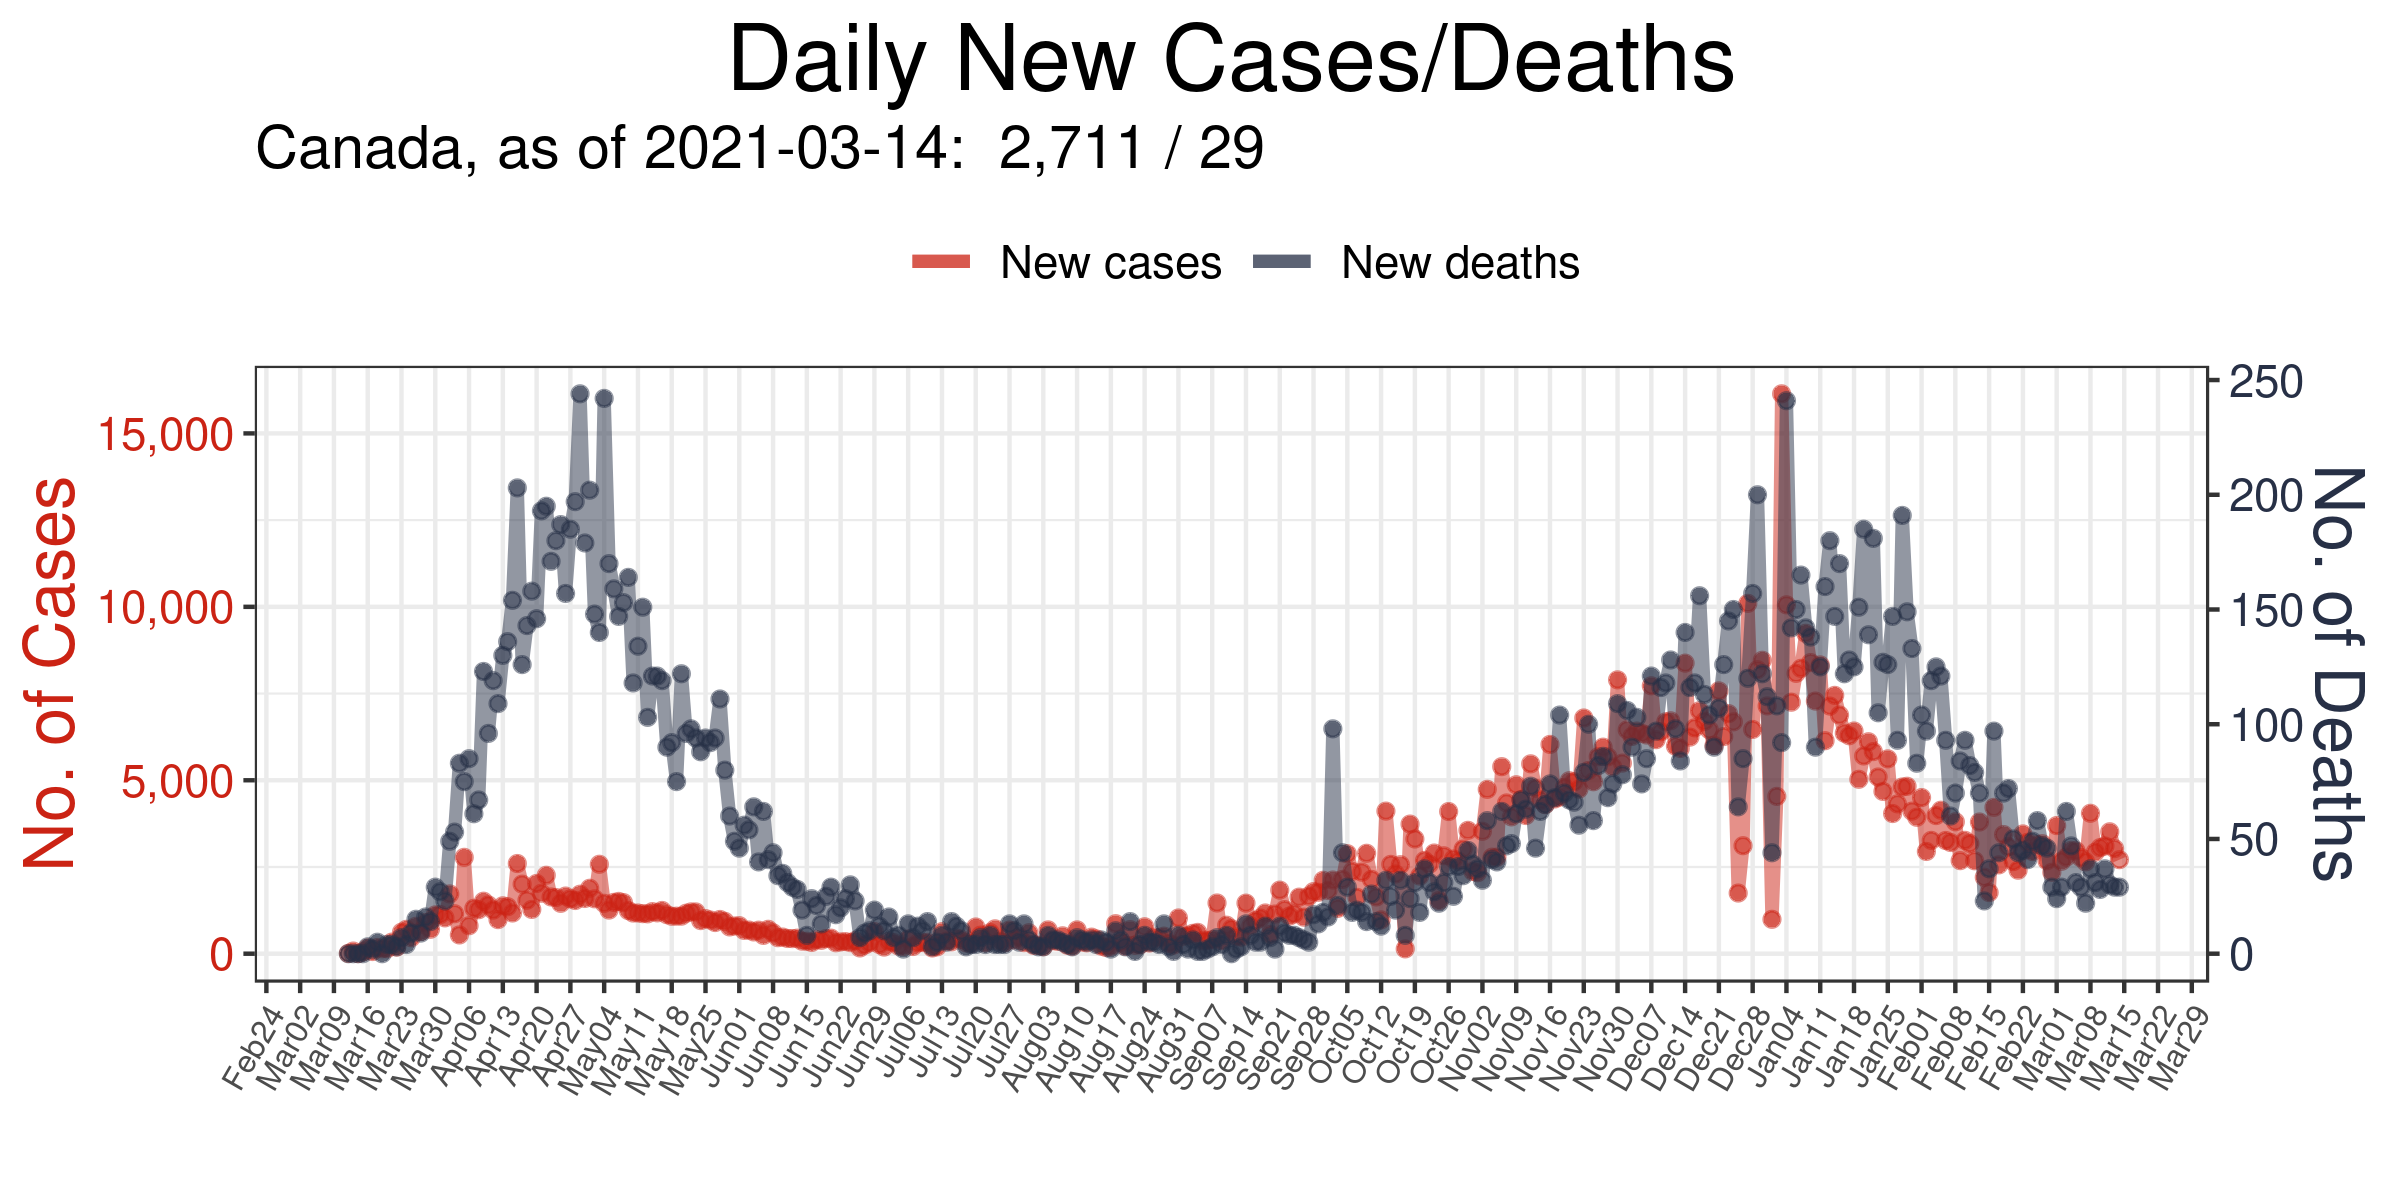 Daily New Cases/Deaths
Canada, as of 2021-03-14:  2,711 / 29
New cases
New deaths
No. of Cases
15,000
10,000
5,000
0
250
200
150
100
50
0
No. of Deaths
Feb24
Mar02
Mar09
Mar16
Mar23
Mar30
Apr06
Apr13
Apr20
Apr27
May04
May11
May18
May25
Jun01
Jun08
Jun15
Jun22
Jun29
Jul06
Jul13
Jul20
Jul27
Aug03
Aug10
Aug17
Aug24
Aug31
Sep07
Sep14
Sep21
Sep28
Oct05
Oct12
Oct19
Oct26
Nov02
Nov09
Nov16
Nov23
Nov30
Dec07
Dec14
Dec21
Dec28
Jan04
Jan11
Jan18
Jan25
Feb01
Feb08
Feb15
Feb22
Mar01
Mar08
Mar15
Mar22
Mar29